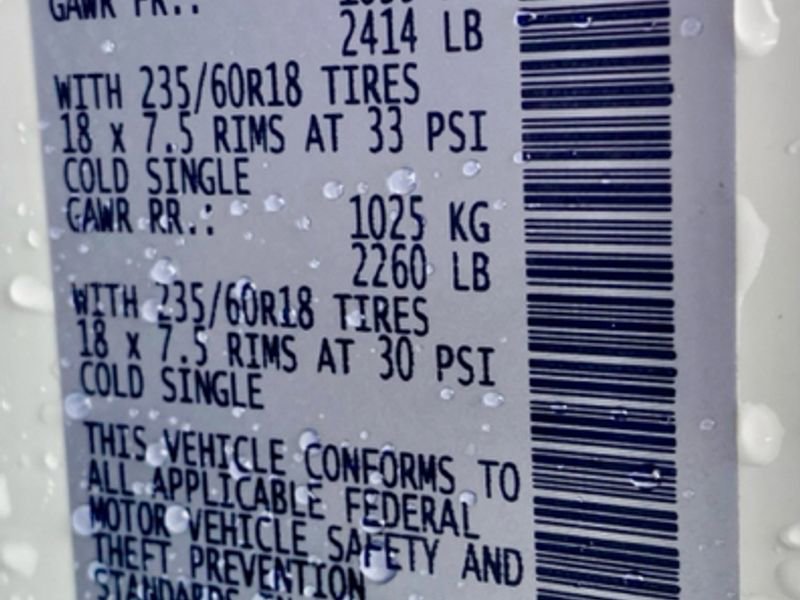 GAWR FR.:
2414 LB
WITH 235/60R18 TIRES
18 x 7.5 RIMS AT 33 PSI
COLD SINGLE
GAWR RR.: 1025 KG
2260 LB
WITH 235/60R18 TIRES
18 x 7.5 RIMS AT 30 PSI
COLD SINGLE
THIS VEHICLE CONFORMS TO
ALL APPLICABLE FEDERAL
MOTOR VEHICLE SAFETY AND
THEFT PREVENTION
STANDARDS